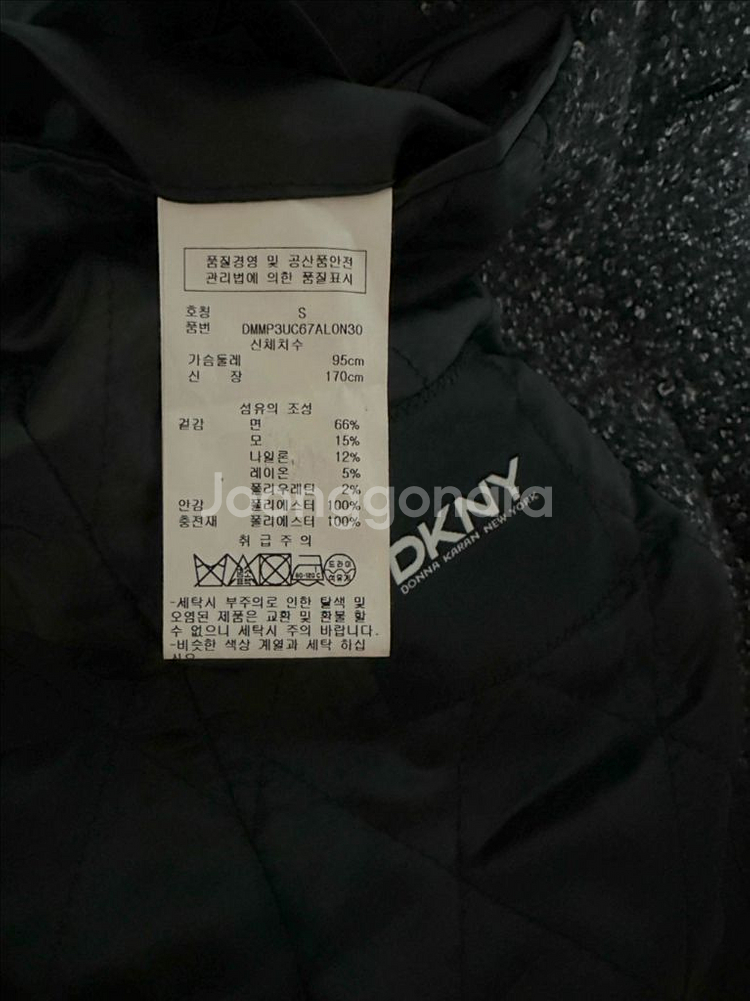 품질경영 및 공산품안전
관리법에 의한 품질표시
호칭 S
품번 DMMP3UC67AL0N30
신체치수
가슴둘레 95cm
신 장 170cm
섬유의 조성
겉감 면 66%
모 15%
나일론, 12%
레이온 5%
폴리우레탄 2%
안감 폴리에스터 100%
충전재 폴리에스터 100%
취 급 주 의
드라이
-세탁시 부주의로 인한 탈색 및
오염된 제품은 교환 및 환불 할
수 없으니 세탁시 주의 바랍니다.
-비슷한 색상 계열과 세탁 하십
시오
DKNY
DONNA KARAN NEW YORK
Joonggonara